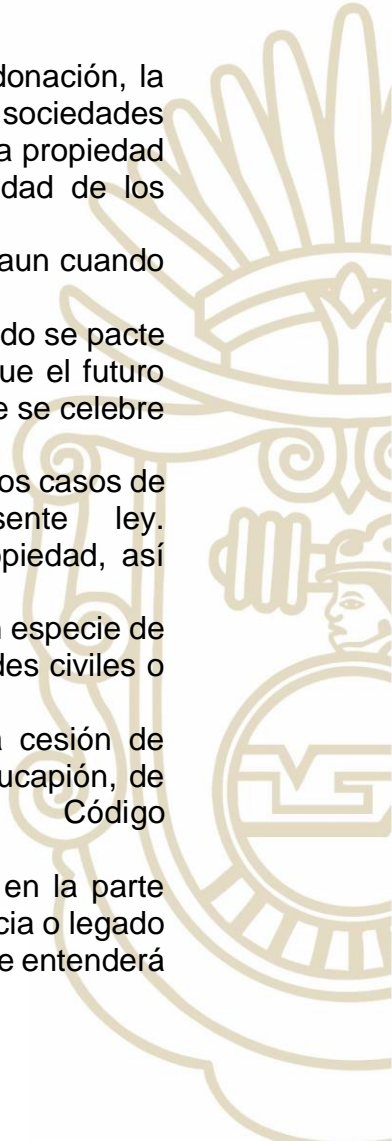 donación, la
sociedades
a propiedad
dad de los
aun cuando
do se pacte
ue el futuro
e se celebre
os casos de
sente ley.
opiedad, así
especie de
des civiles o
cesión de
ucapión, de
Código
en la parte
cia o legado
e entenderá